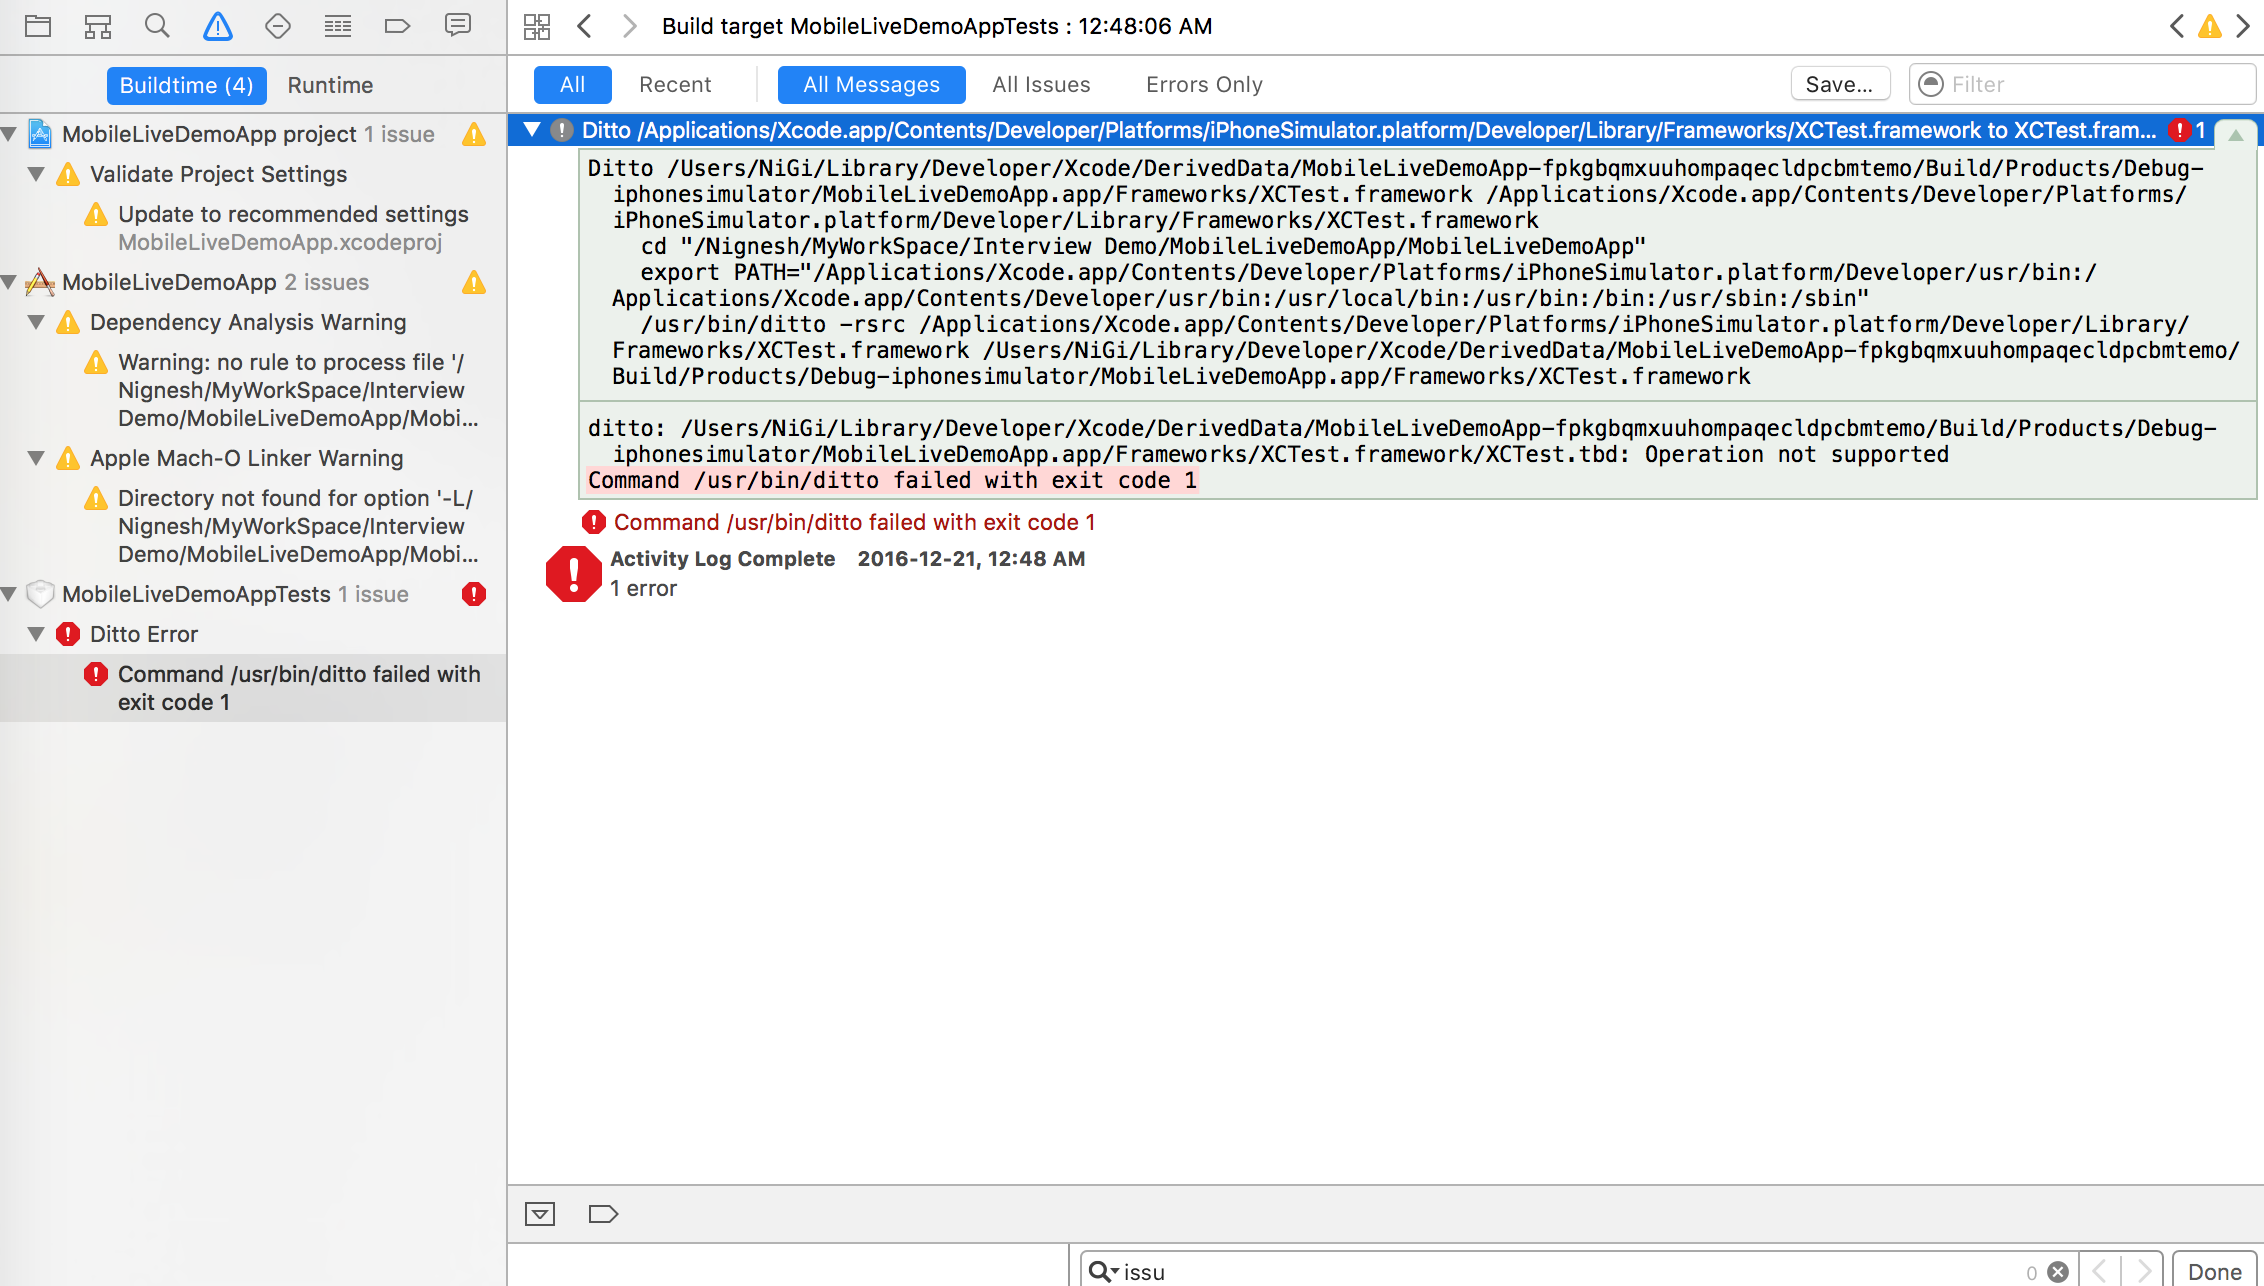 Build target MobileLiveDemoAppTests : 12:48:06 AM
Buildtime (4) Runtime
All Recent All Messages All Issues Errors Only Save... Filter
MobileLiveDemoApp project 1 issue
Validate Project Settings
Update to recommended settings
MobileLiveDemoApp.xcodeproj
MobileLiveDemoApp 2 issues
Dependency Analysis Warning
Warning: no rule to process file '/
Nignesh/MyWorkSpace/Interview
Demo/MobileLiveDemoApp/Mobi...
Apple Mach-O Linker Warning
Directory not found for option '-L/
Nignesh/MyWorkSpace/Interview
Demo/MobileLiveDemoApp/Mobi...
MobileLiveDemoAppTests 1 issue
Ditto Error
Command /usr/bin/ditto failed with
exit code 1
Ditto /Applications/Xcode.app/Contents/Developer/Platforms/iPhoneSimulator.platform/Developer/Library/Frameworks/XCTest.framework to XCTest.fram... 1
Ditto /Users/NiGi/Library/Developer/Xcode/DerivedData/MobileLiveDemoApp-fpkgbqmxuuhompaqecldpcbmtemo/Build/Products/Debug-
iphonesimulator/MobileLiveDemoApp.app/Frameworks/XCTest.framework /Applications/Xcode.app/Contents/Developer/Platforms/
iPhoneSimulator.platform/Developer/Library/Frameworks/XCTest.framework
cd "/Nignesh/MyWorkSpace/Interview Demo/MobileLiveDemoApp/MobileLiveDemoApp"
export PATH="/Applications/Xcode.app/Contents/Developer/Platforms/iPhoneSimulator.platform/Developer/usr/bin:/
Applications/Xcode.app/Contents/Developer/usr/bin:/usr/local/bin:/usr/bin:/bin:/usr/sbin:/sbin"
/usr/bin/ditto -rsrc /Applications/Xcode.app/Contents/Developer/Platforms/iPhoneSimulator.platform/Developer/Library/
Frameworks/XCTest.framework /Users/NiGi/Library/Developer/Xcode/DerivedData/MobileLiveDemoApp-fpkgbqmxuuhompaqecldpcbmtemo/
Build/Products/Debug-iphonesimulator/MobileLiveDemoApp.app/Frameworks/XCTest.framework
ditto: /Users/NiGi/Library/Developer/Xcode/DerivedData/MobileLiveDemoApp-fpkgbqmxuuhompaqecldpcbmtemo/Build/Products/Debug-
iphonesimulator/MobileLiveDemoApp.app/Frameworks/XCTest.framework/XCTest.tbd: Operation not supported
Command /usr/bin/ditto failed with exit code 1
Command /usr/bin/ditto failed with exit code 1
Activity Log Complete 2016-12-21, 12:48 AM
1 error
issu 0 Done